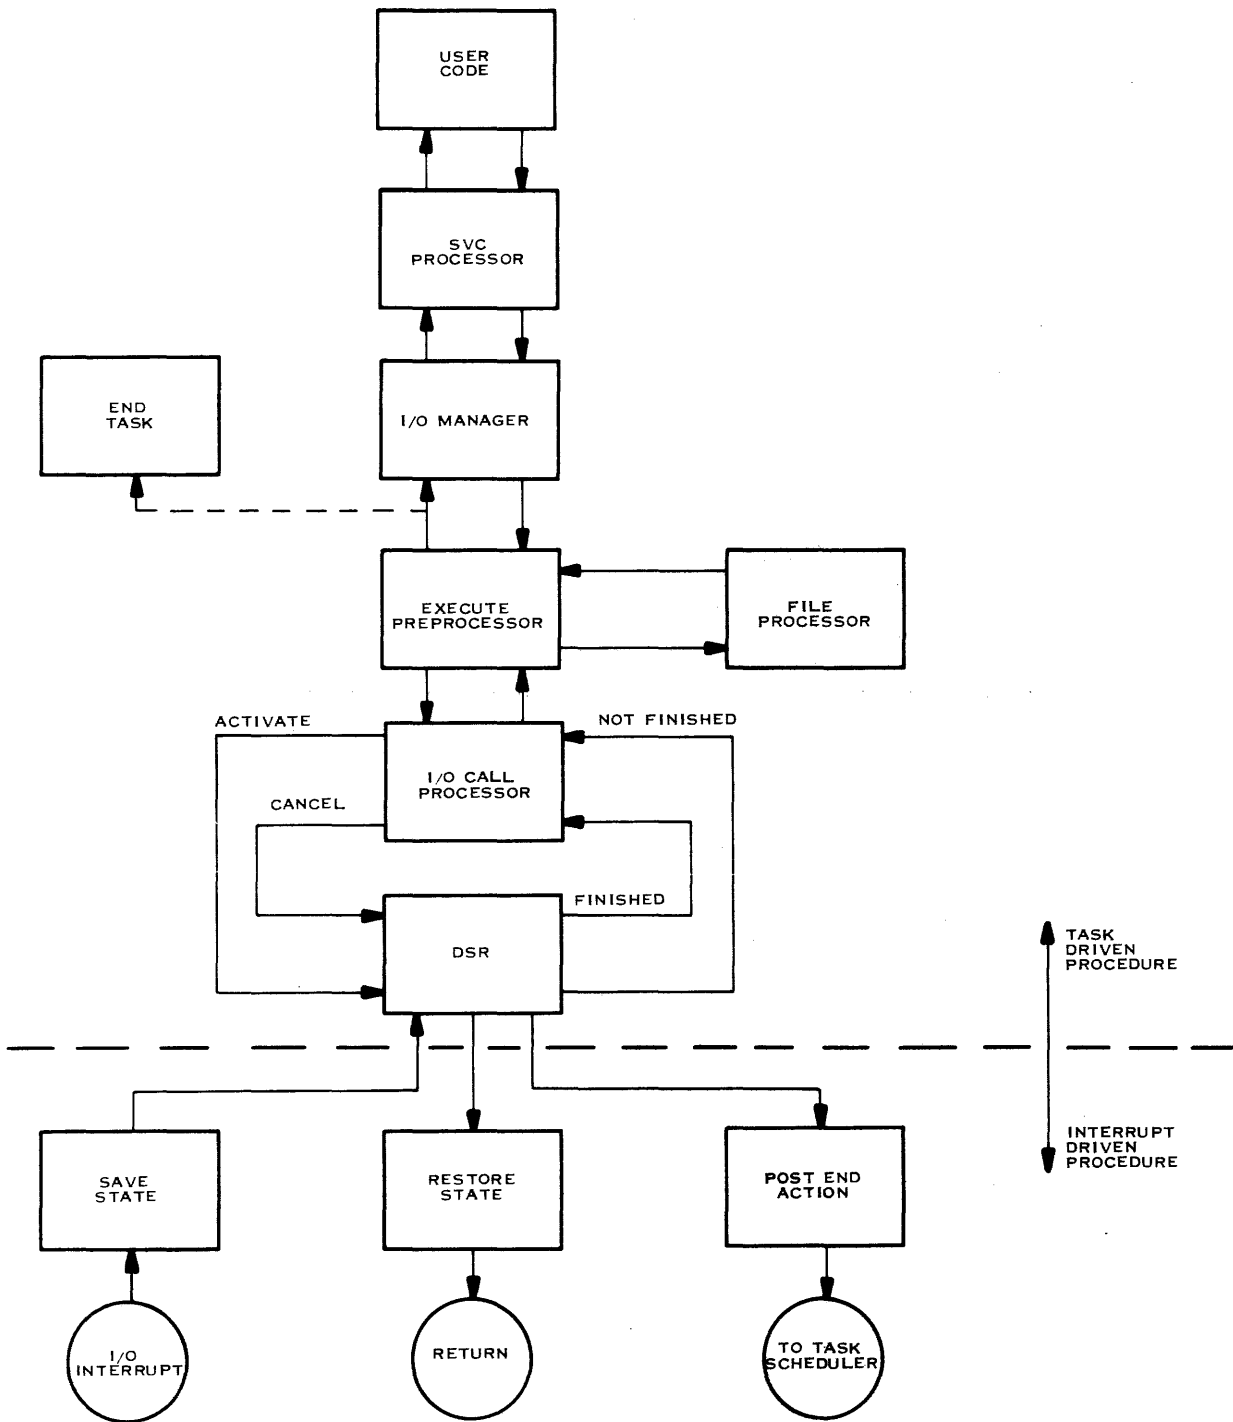 USER
CODE
SVC
PROCESSOR
END
TASK
I/O MANAGER
EXECUTE
PREPROCESSOR
FILE
PROCESSOR
ACTIVATE
NOT FINISHED
I/O CALL
PROCESSOR
CANCEL
FINISHED
DSR
TASK
DRIVEN
PROCEDURE
INTERRUPT
DRIVEN
PROCEDURE
SAVE
STATE
RESTORE
STATE
POST END
ACTION
I/O
INTERRUPT
RETURN
TO TASK
SCHEDULER